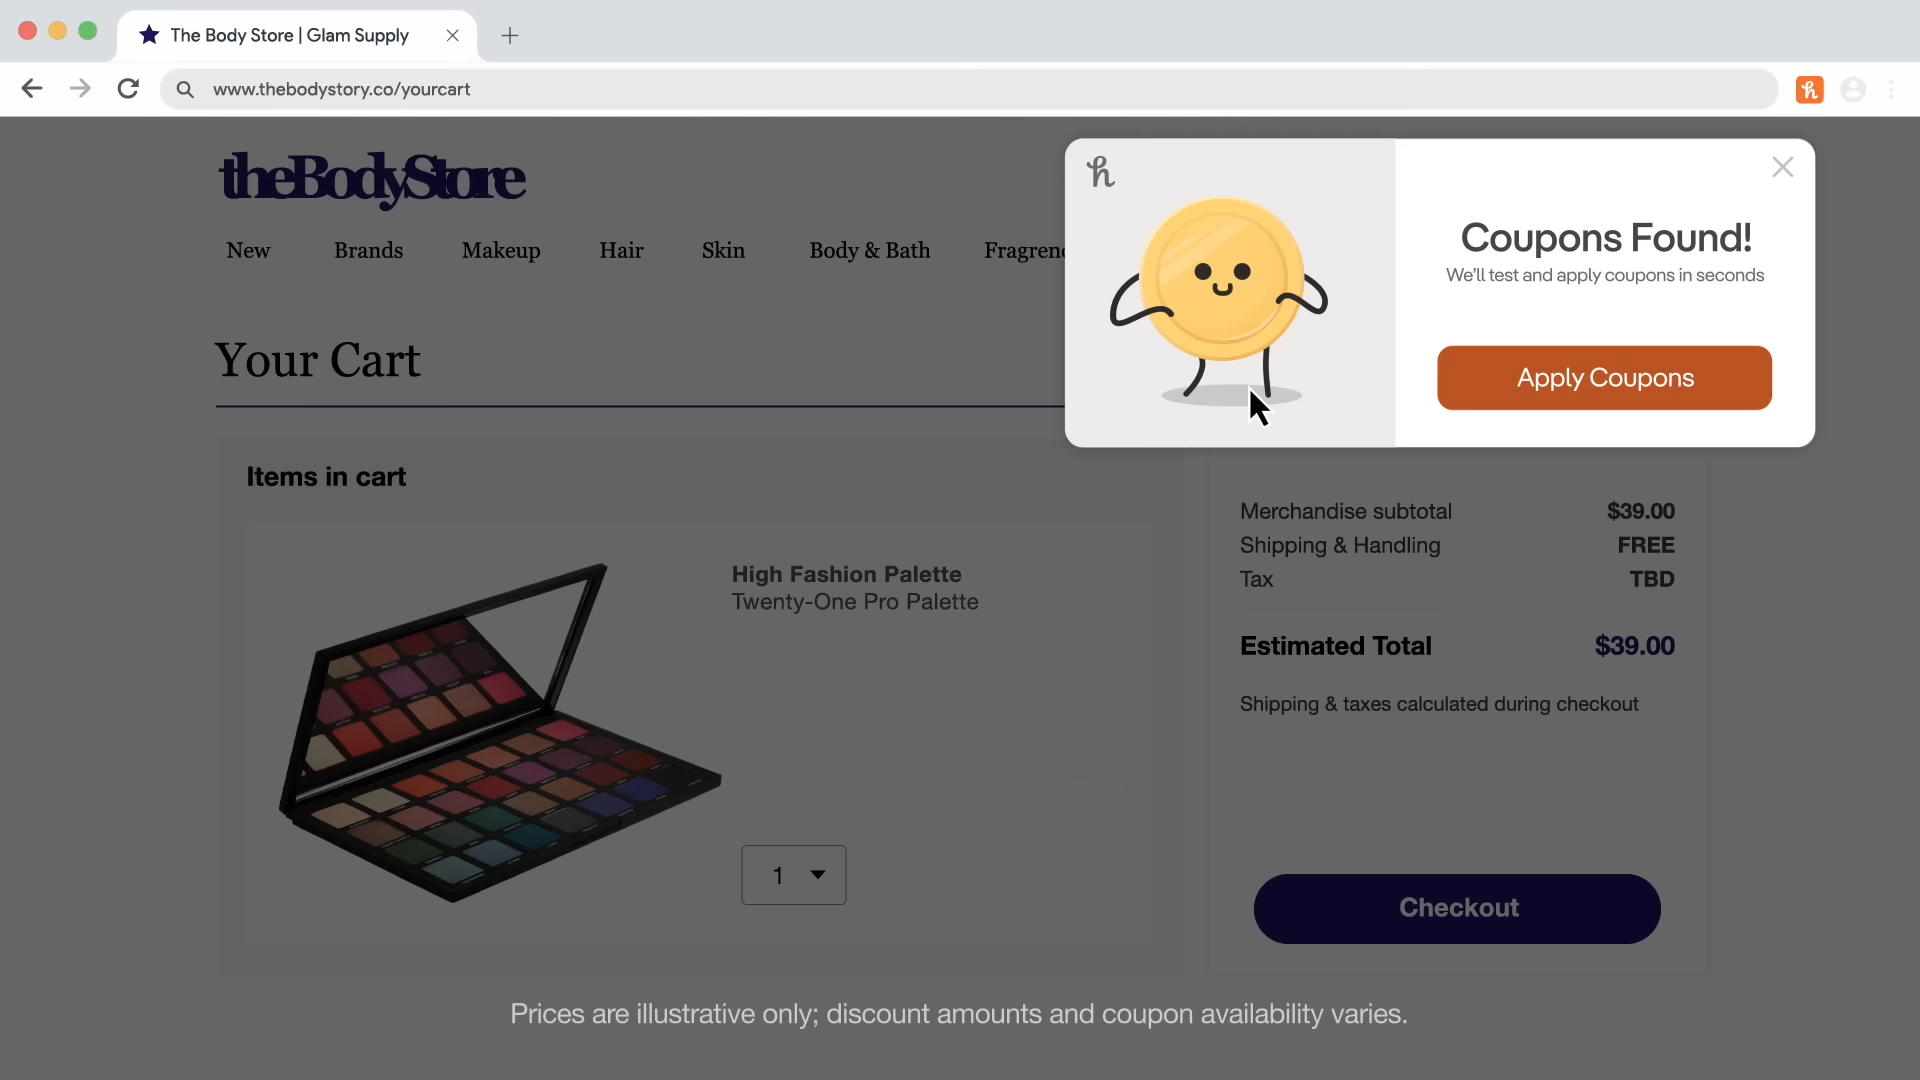 The Body Store | Glam Supply
www.thebodystory.co/yourcart
theBodyStore
New Brands Makeup Hair Skin Body & Bath Fragrenc
h
Coupons Found!
We'll test and apply coupons in seconds
Apply Coupons
Your Cart
Items in cart
High Fashion Palette
Twenty-One Pro Palette
1
Merchandise subtotal $39.00
Shipping & Handling FREE
Tax TBD
Estimated Total $39.00
Shipping & taxes calculated during checkout
Checkout
Prices are illustrative only; discount amounts and coupon availability varies.